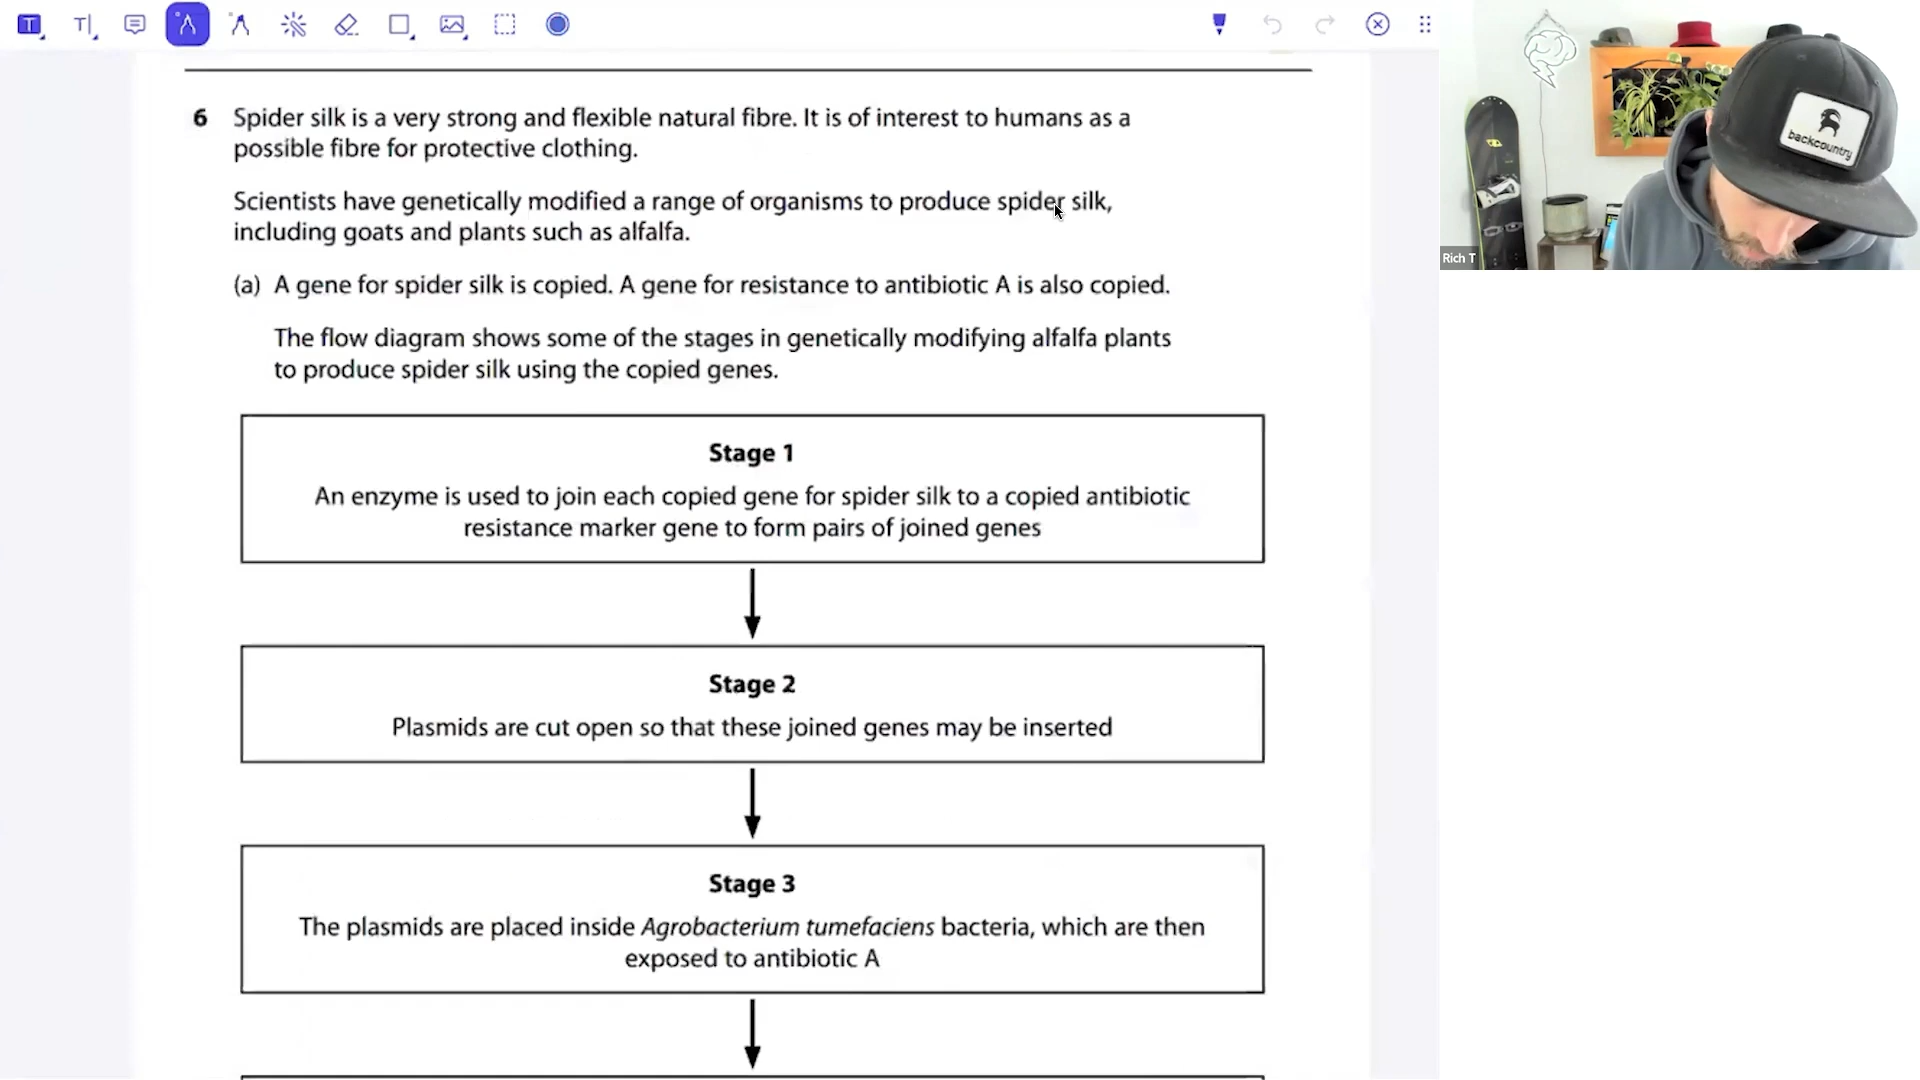 6 Spider silk is a very strong and flexible natural fibre. It is of interest to humans as a
possible fibre for protective clothing.
Scientists have genetically modified a range of organisms to produce spider silk,
including goats and plants such as alfalfa.
(a) A gene for spider silk is copied. A gene for resistance to antibiotic A is also copied.
The flow diagram shows some of the stages in genetically modifying alfalfa plants
to produce spider silk using the copied genes.
Stage 1
An enzyme is used to join each copied gene for spider silk to a copied antibiotic
resistance marker gene to form pairs of joined genes
Stage 2
Plasmids are cut open so that these joined genes may be inserted
Stage 3
The plasmids are placed inside Agrobacterium tumefaciens bacteria, which are then
exposed to antibiotic A
backcountry
Rich T